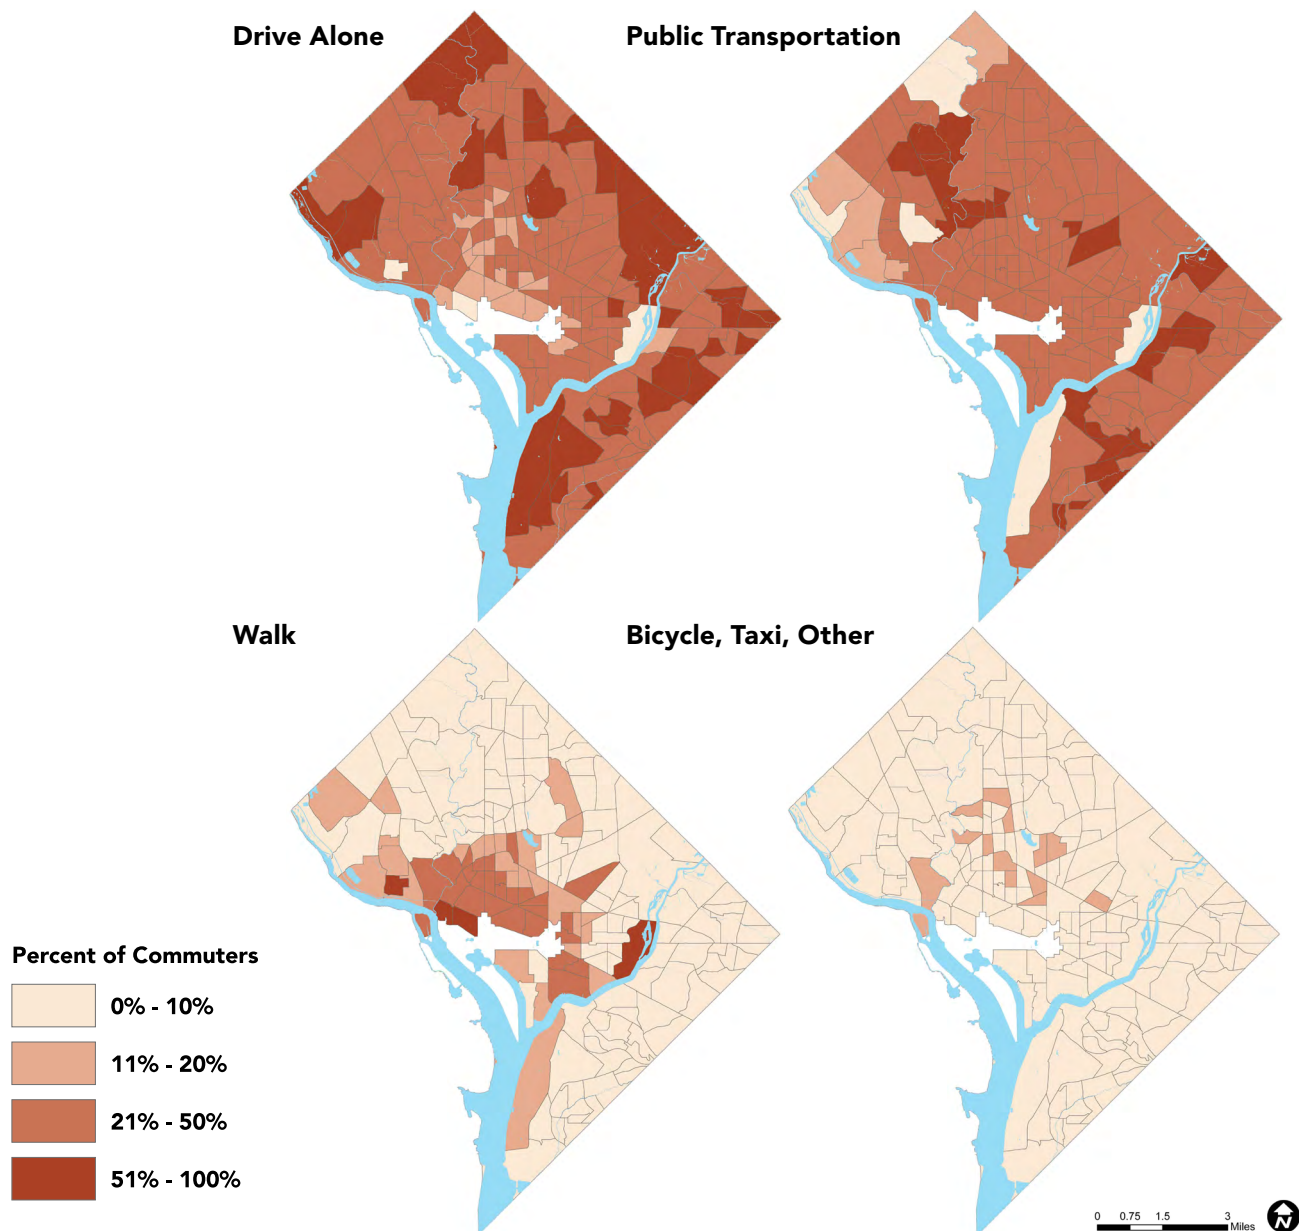 Drive Alone
Public Transportation
Walk
Bicycle, Taxi, Other
Percent of Commuters
0% - 10%
11% - 20%
21% - 50%
51% - 100%
0 0.75 1.5 3
Miles
N